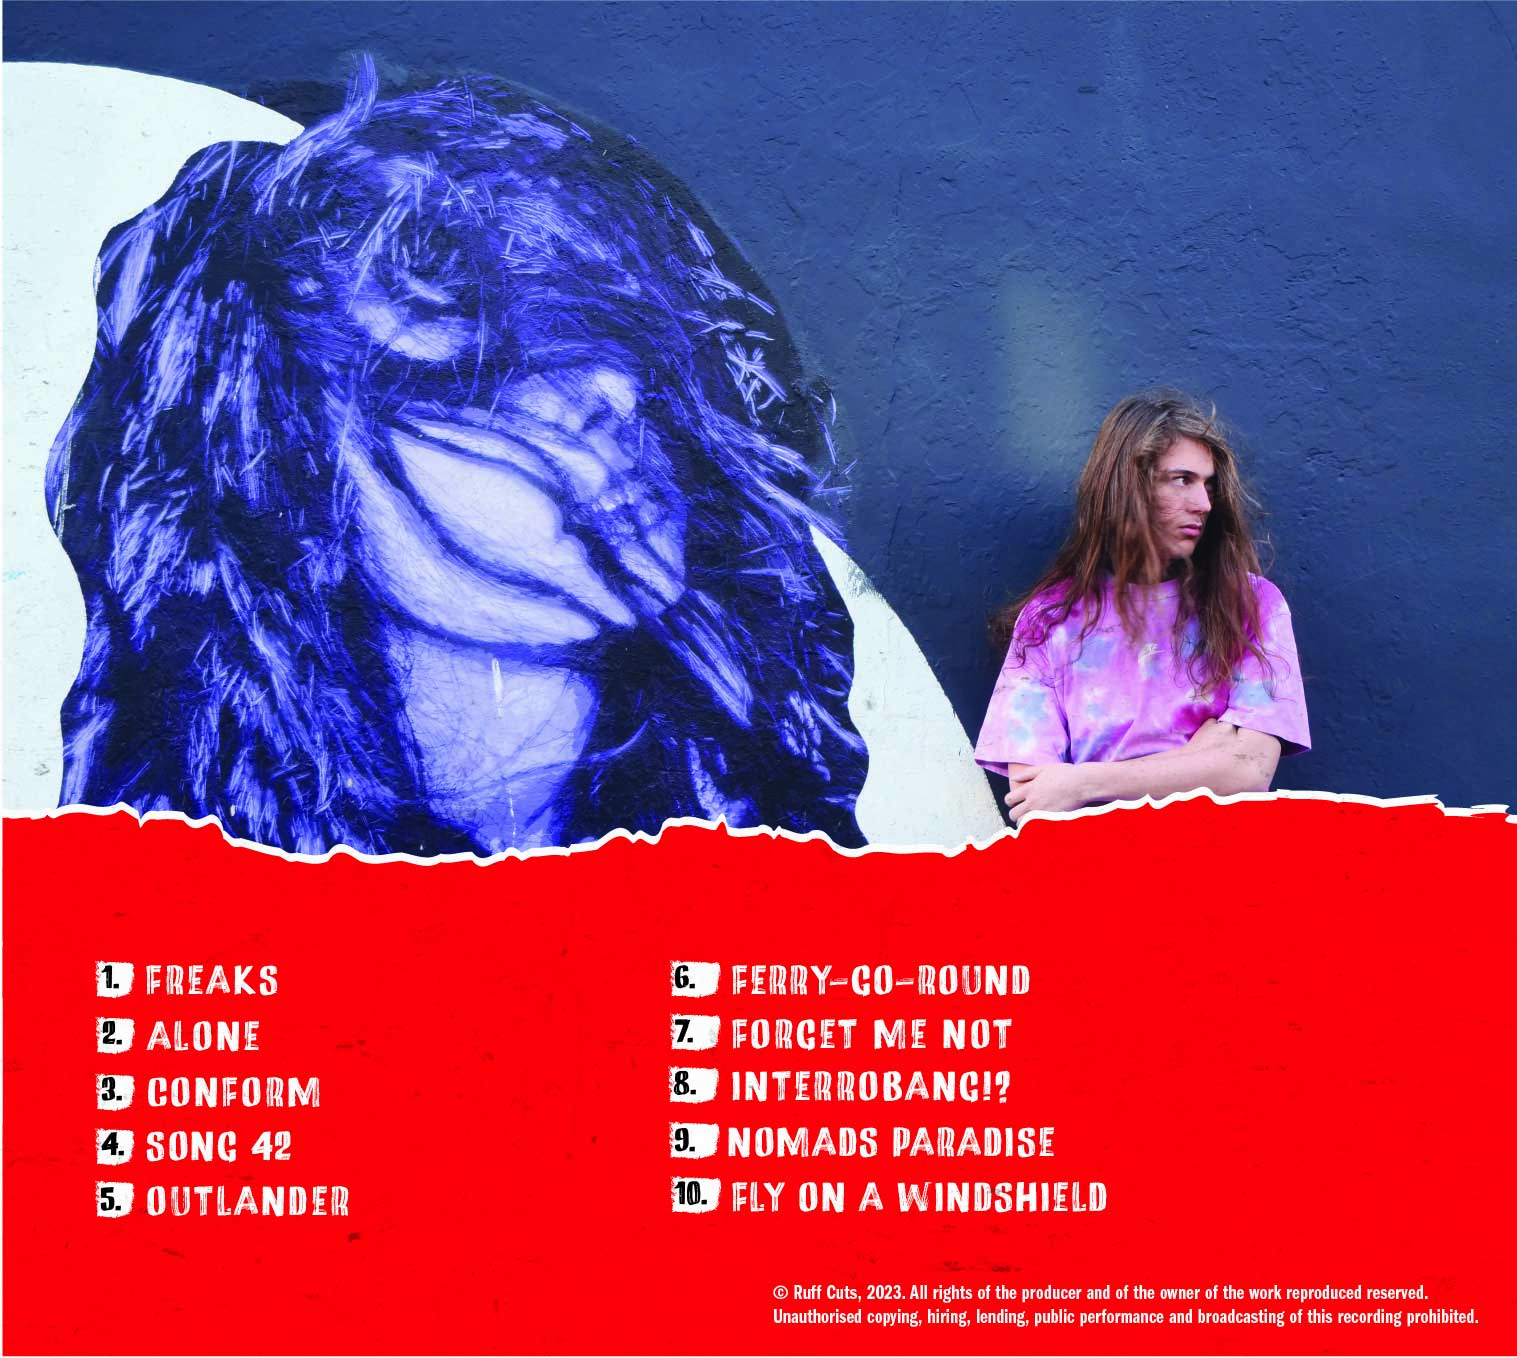 1. FREAKS
2. ALONE
3. CONFORM
4. SONG 42
5. OUTLANDER
6. FERRY-GO-ROUND
7. FORGET ME NOT
8. INTERROBANG!?
9. NOMADS PARADISE
10. FLY ON A WINDSHIELD
© Ruff Cuts, 2023. All rights of the producer and of the owner of the work reproduced reserved.
Unauthorised copying, hiring, lending, public performance and broadcasting of this recording prohibited.